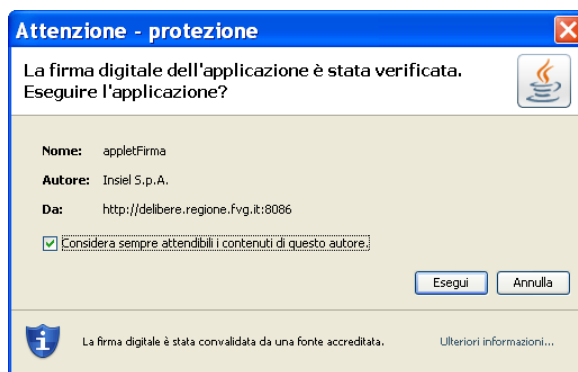 Attenzione - protezione
La firma digitale dell'applicazione è stata verificata.
Eseguire l'applicazione?
Nome: appletFirma
Autore: Insiel S.p.A.
Da: http://delibere.regione.fvg.it:8086
Considera sempre attendibili i contenuti di questo autore.
Esegui Annulla
La firma digitale è stata convalidata da una fonte accreditata. Ulteriori informazioni...